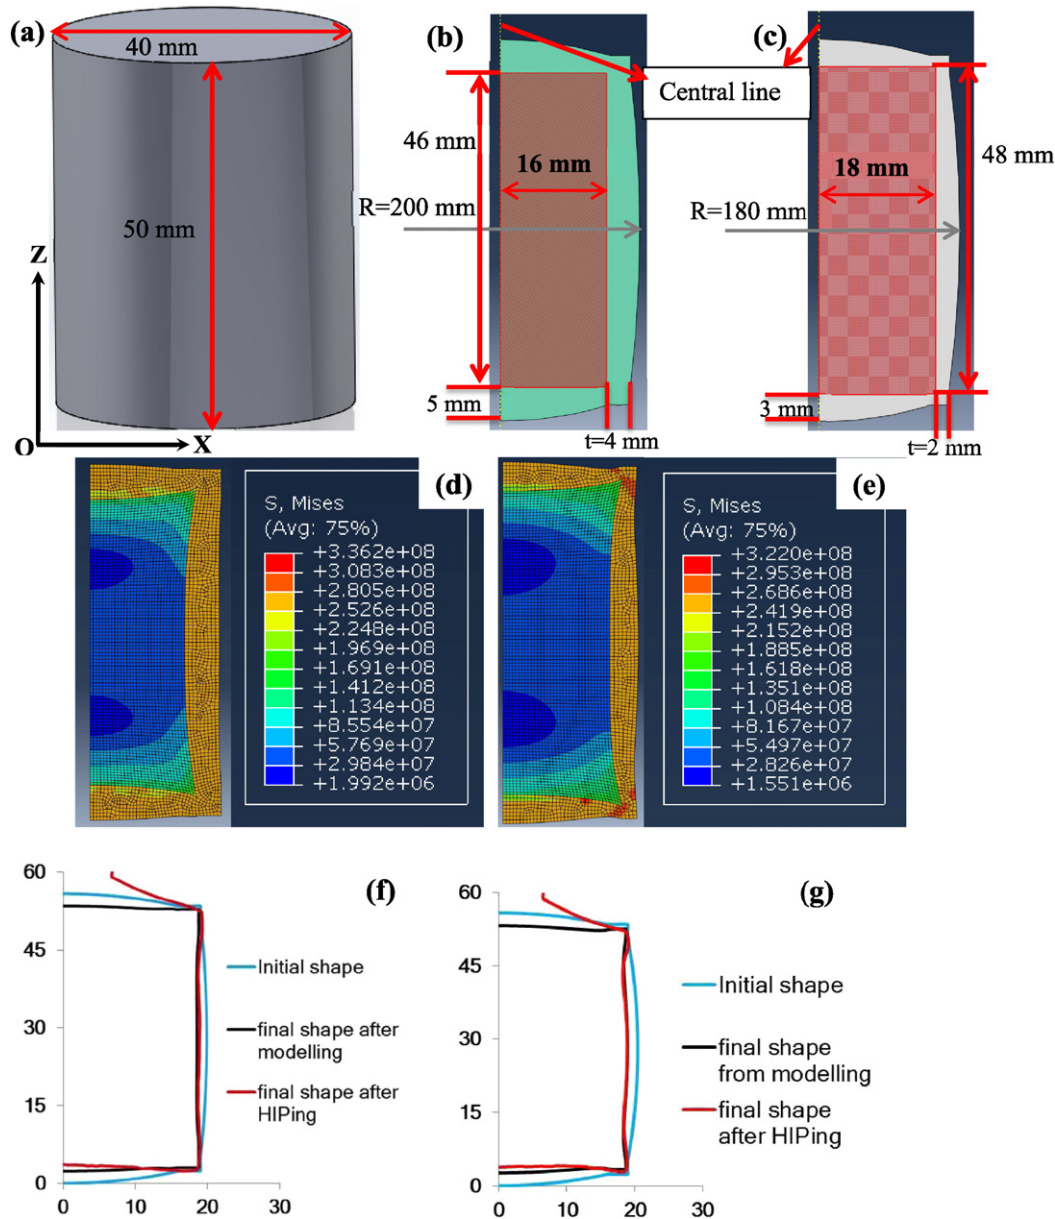 (a)
40 mm
50 mm
Z
O
X
(b)
46 mm
16 mm
R=200 mm
5 mm
t=4 mm
Central line
(c)
18 mm
48 mm
R=180 mm
3 mm
t=2 mm
(d)
S, Mises
(Avg: 75%)
+3.362e+08
+3.083e+08
+2.805e+08
+2.526e+08
+2.248e+08
+1.969e+08
+1.691e+08
+1.412e+08
+1.134e+08
+8.554e+07
+5.769e+07
+2.984e+07
+1.992e+06
(e)
S, Mises
(Avg: 75%)
+3.220e+08
+2.953e+08
+2.686e+08
+2.419e+08
+2.152e+08
+1.885e+08
+1.618e+08
+1.351e+08
+1.084e+08
+8.167e+07
+5.497e+07
+2.826e+07
+1.551e+06
(f)
60
45
30
15
0
0
10
20
30
Initial shape
final shape after
modelling
final shape after
HIPing
(g)
60
45
30
15
0
0
10
20
30
Initial shape
final shape
from modelling
final shape
after HIPing